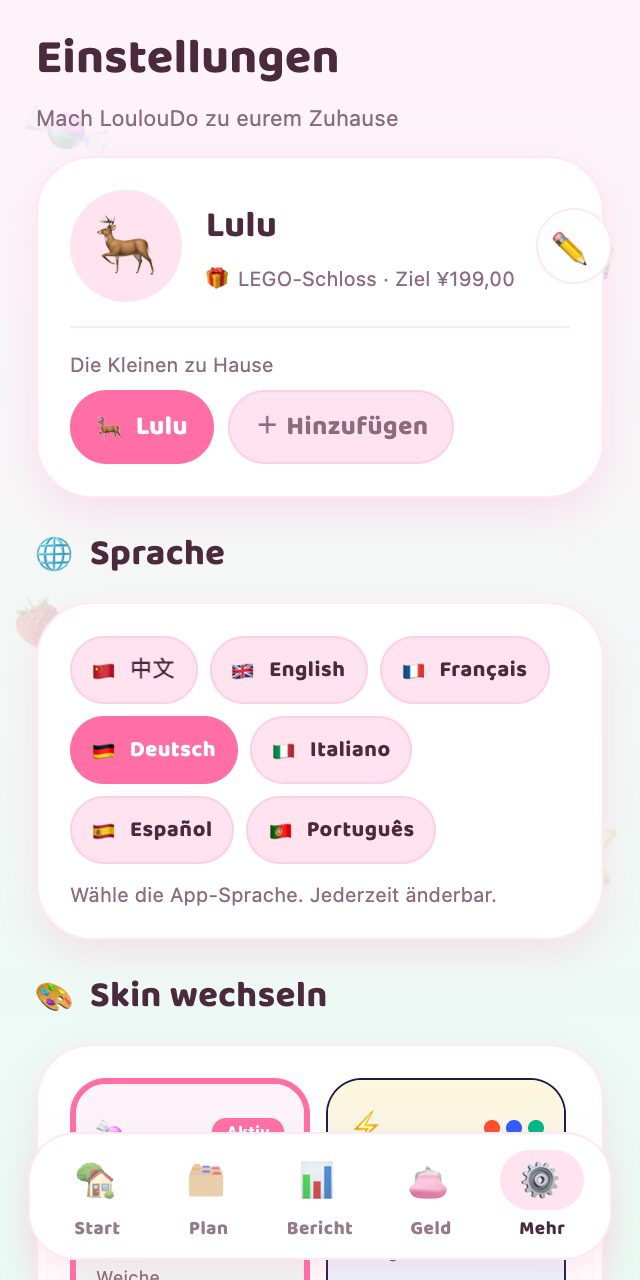 Einstellungen
Mach LoulouDo zu eurem Zuhause
Lulu
LEGO-Schloss · Ziel ¥199,00
Die Kleinen zu Hause
Lulu
+ Hinzufügen
Sprache
中文
English
Français
Deutsch
Italiano
Español
Português
Wähle die App-Sprache. Jederzeit änderbar.
Skin wechseln
Aktiv
Start
Plan
Bericht
Geld
Mehr
Weiche